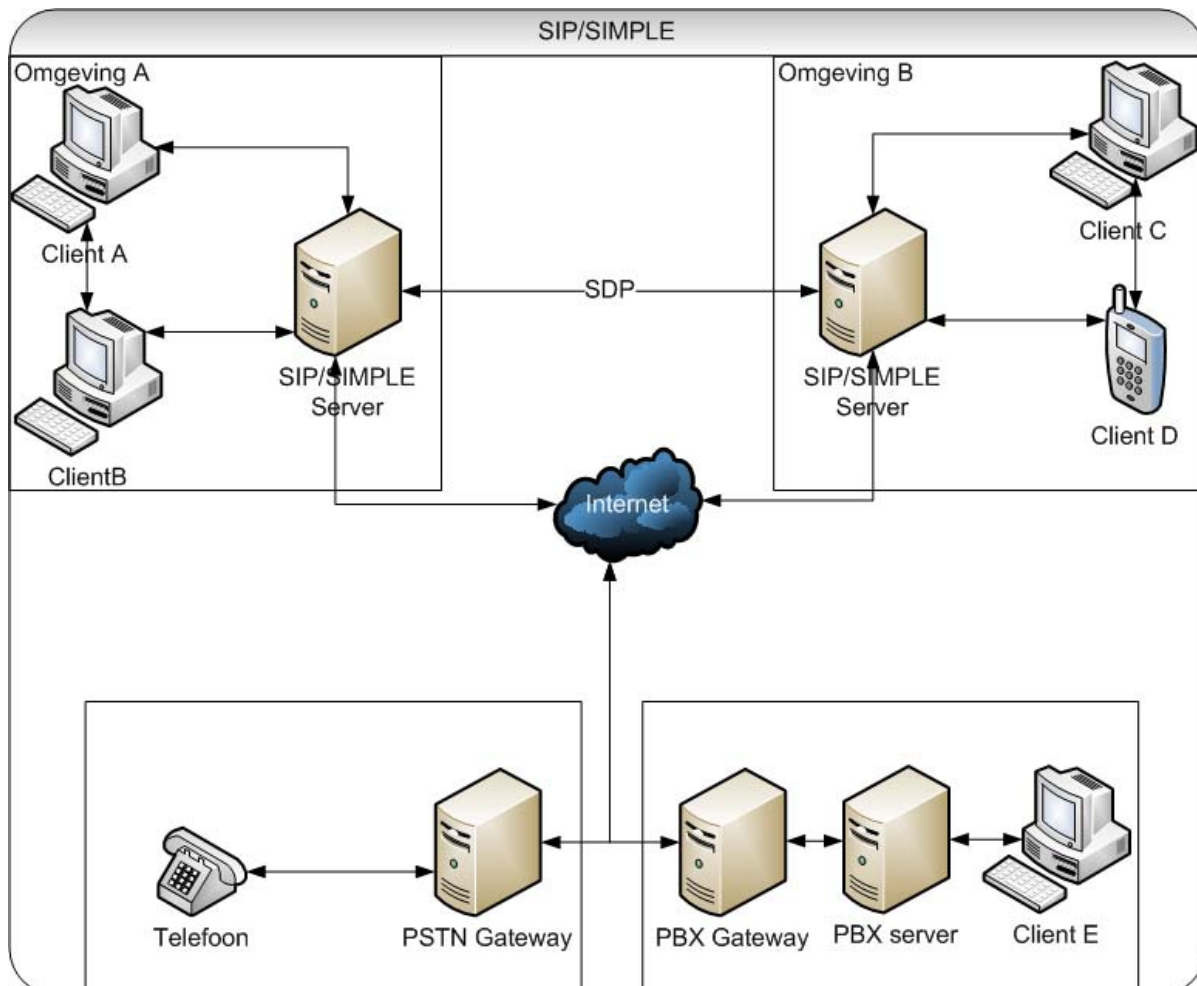 SIP/SIMPLE
Omgeving A
Omgeving B
Client A
Client C
SDP
SIP/SIMPLE
Server
SIP/SIMPLE
Server
ClientB
Client D
Internet
Telefoon
PSTN Gateway
PBX Gateway
PBX server
Client E